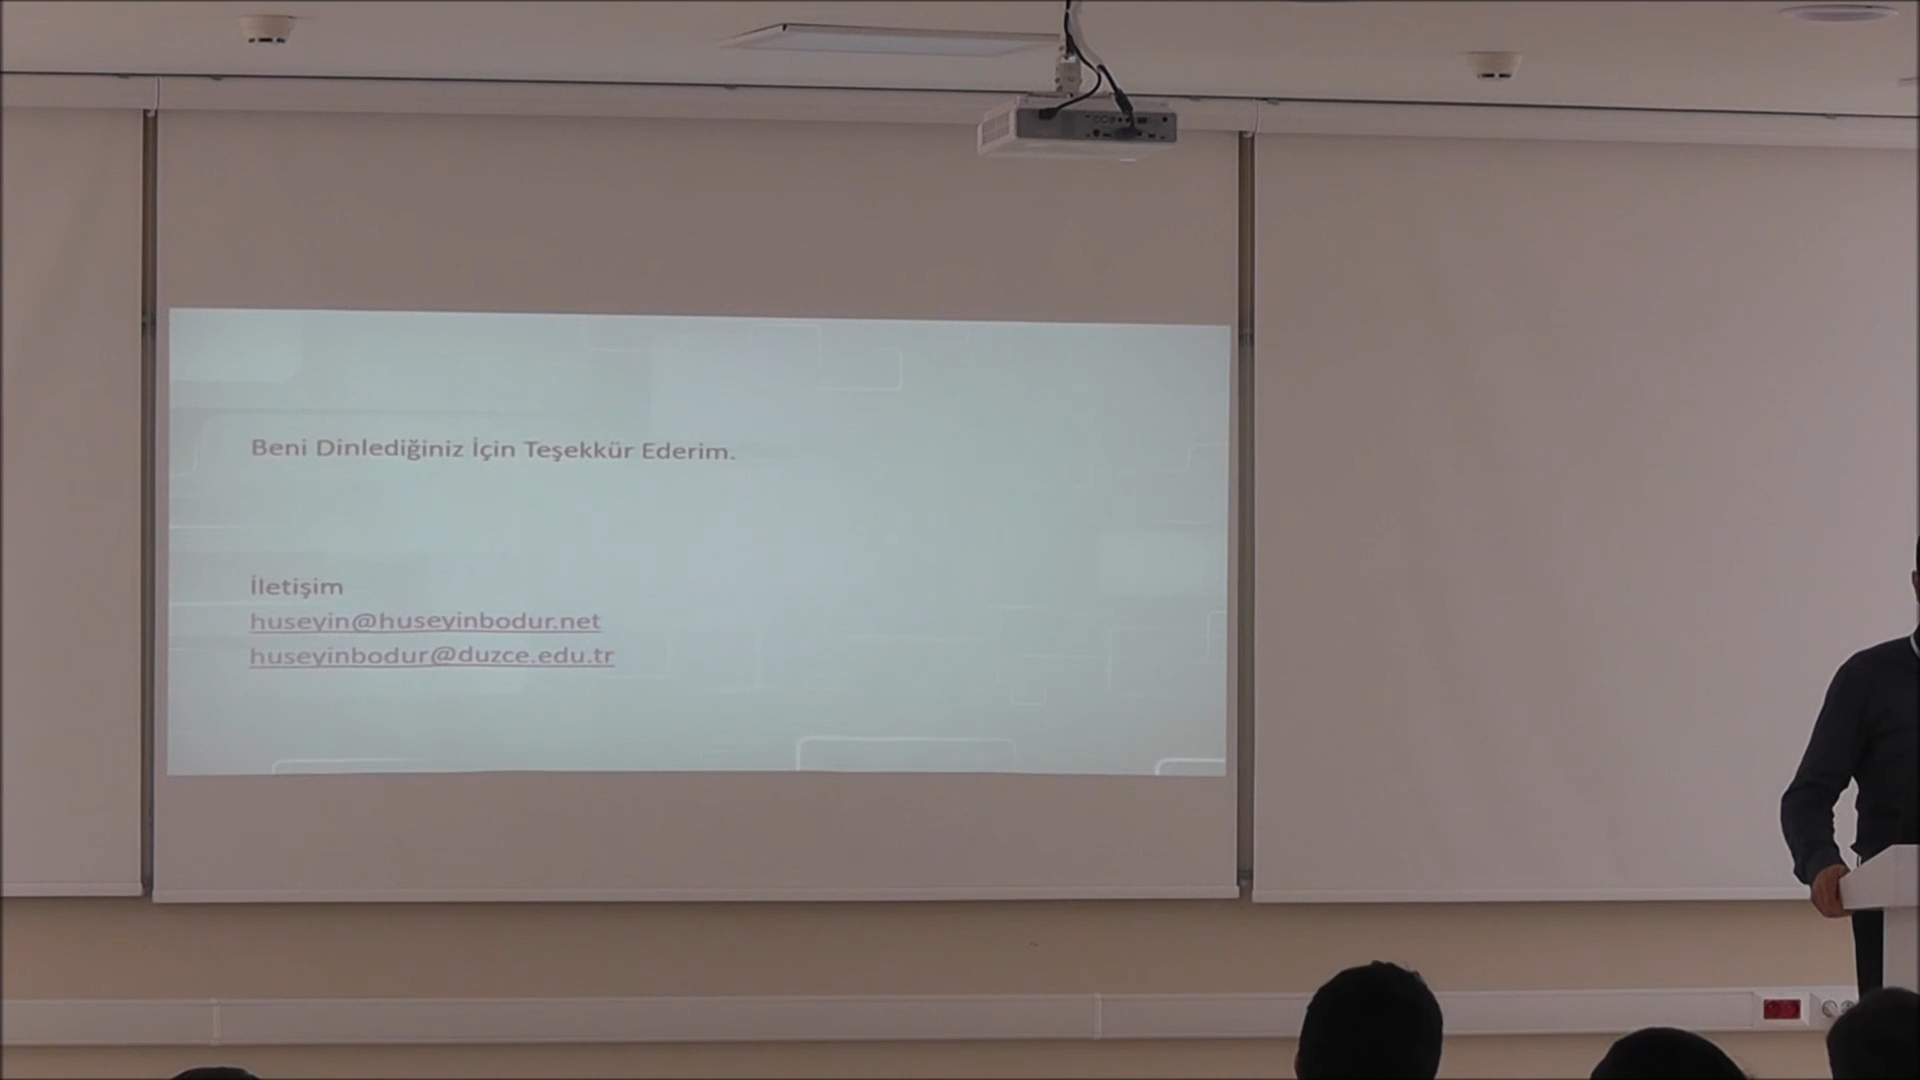 Beni Dinlediğiniz İçin Teşekkür Ederim.
İletişim
huseyin@huseyinbodur.net
huseyinbodur@duzce.edu.tr